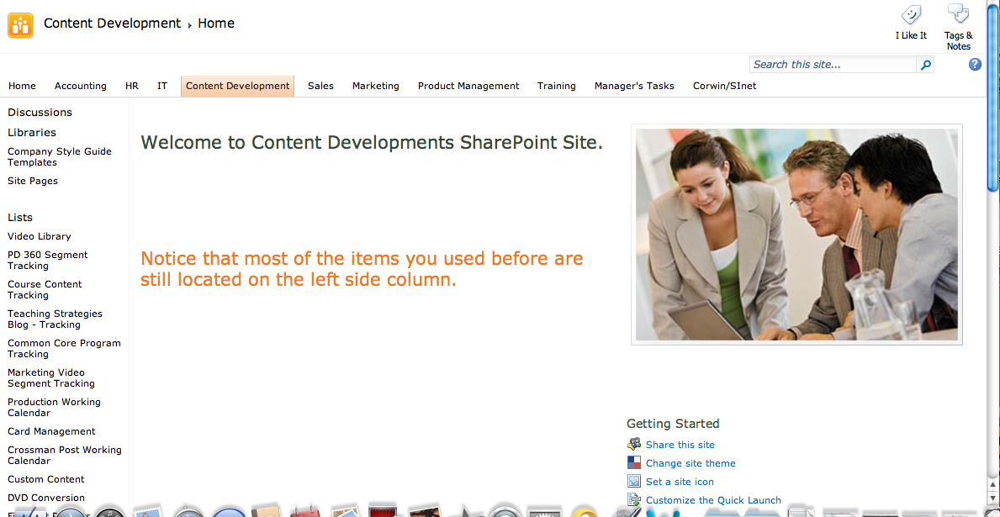 Content Development ▸ Home
I Like It
Tags &
Notes
Search this site...
Home Accounting HR IT Content Development Sales Marketing Product Management Training Manager's Tasks Corwin/SInet
Discussions
Libraries
Company Style Guide
Templates
Site Pages
Lists
Video Library
PD 360 Segment
Tracking
Course Content
Tracking
Teaching Strategies
Blog - Tracking
Common Core Program
Tracking
Marketing Video
Segment Tracking
Production Working
Calendar
Card Management
Crossman Post Working
Calendar
Custom Content
DVD Conversion
Welcome to Content Developments SharePoint Site.
Notice that most of the items you used before are
still located on the left side column.
Getting Started
Share this site
Change site theme
Set a site icon
Customize the Quick Launch